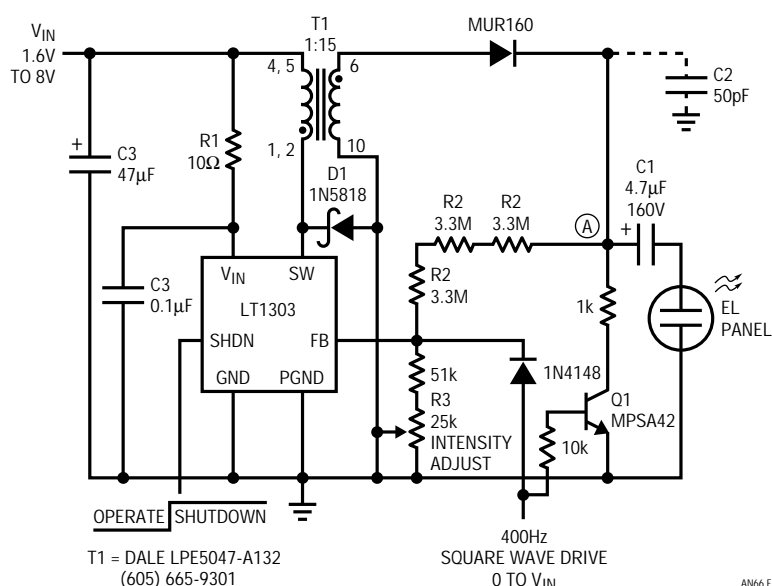 T1
1:15
VIN
1.6V
TO 8V
4, 5
6
MUR160
C2
50pF
+
C3
47µF
R1
10Ω
1, 2
10
D1
1N5818
R2
3.3M
R2
3.3M
A
C1
4.7µF
160V
+
C3
0.1µF
VIN
SW
LT1303
SHDN
FB
GND
PGND
R2
3.3M
1k
EL
PANEL
51k
R3
25k
INTENSITY
ADJUST
1N4148
10k
Q1
MPSA42
OPERATE
SHUTDOWN
400Hz
SQUARE WAVE DRIVE
0 TO VIN
T1 = DALE LPE5047-A132
(605) 665-9301